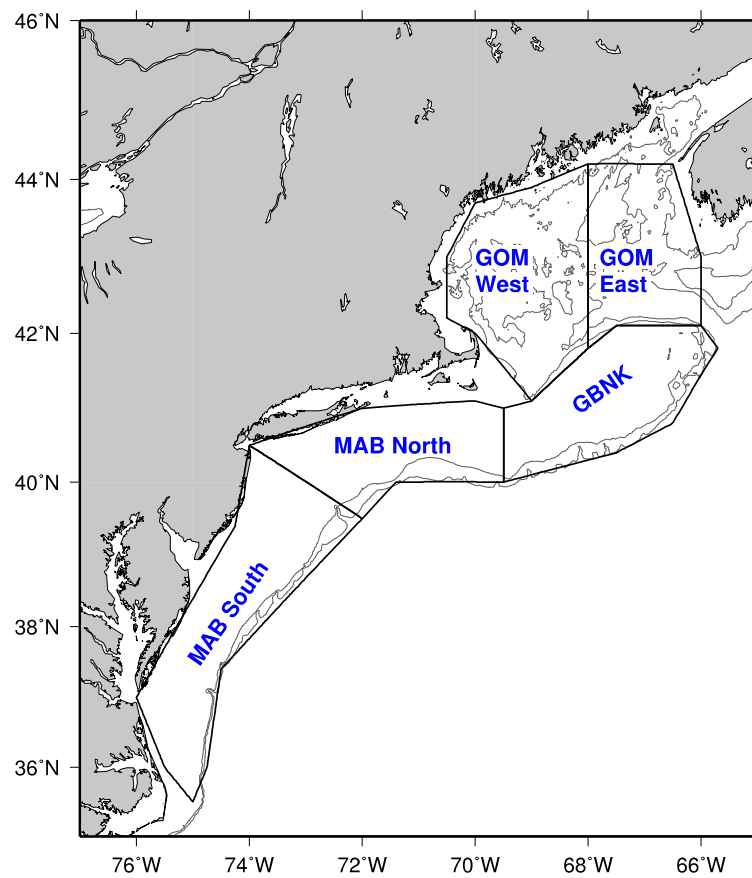 46˚N
44˚N
GOM
West
GOM
East
42˚N
GBNK
MAB North
40˚N
MAB South
38˚N
36˚N
76˚W
74˚W
72˚W
70˚W
68˚W
66˚W